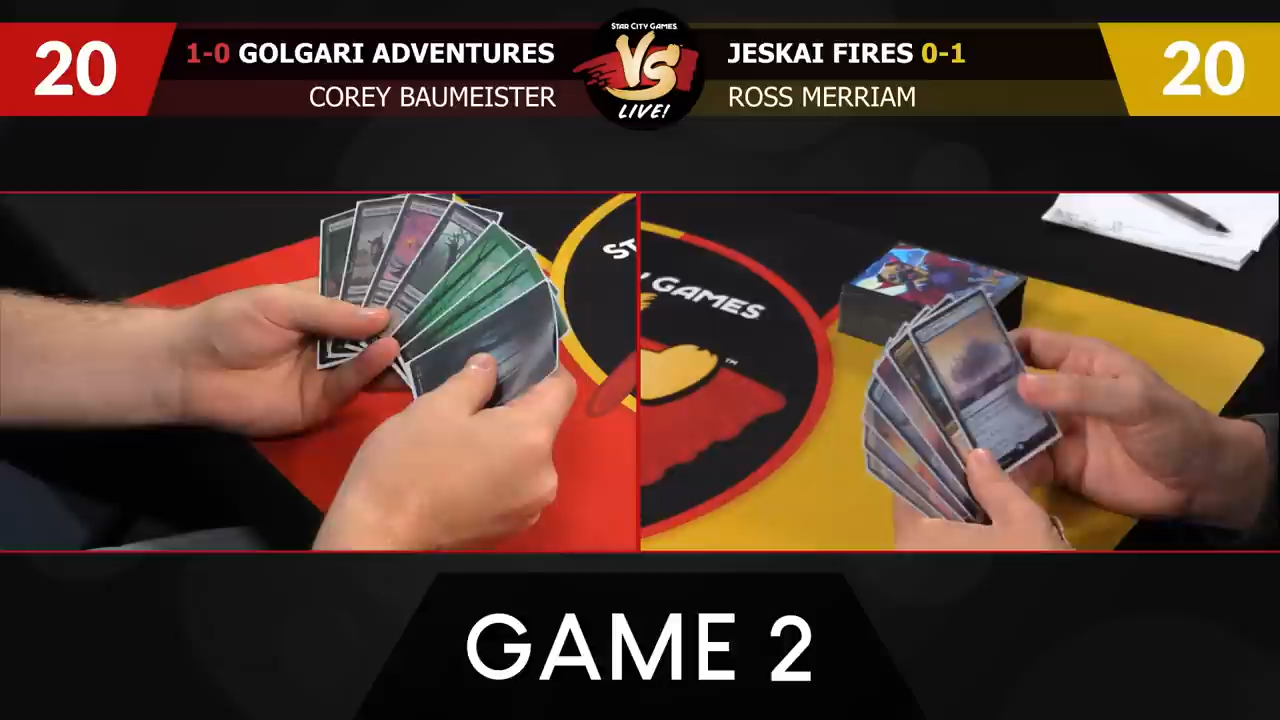 20
1-0 GOLGARI ADVENTURES
COREY BAUMEISTER
STAR CITY GAMES
VS
LIVE!
JESKAI FIRES 0-1
ROSS MERRIAM
20
GAMES
TM
GAME 2